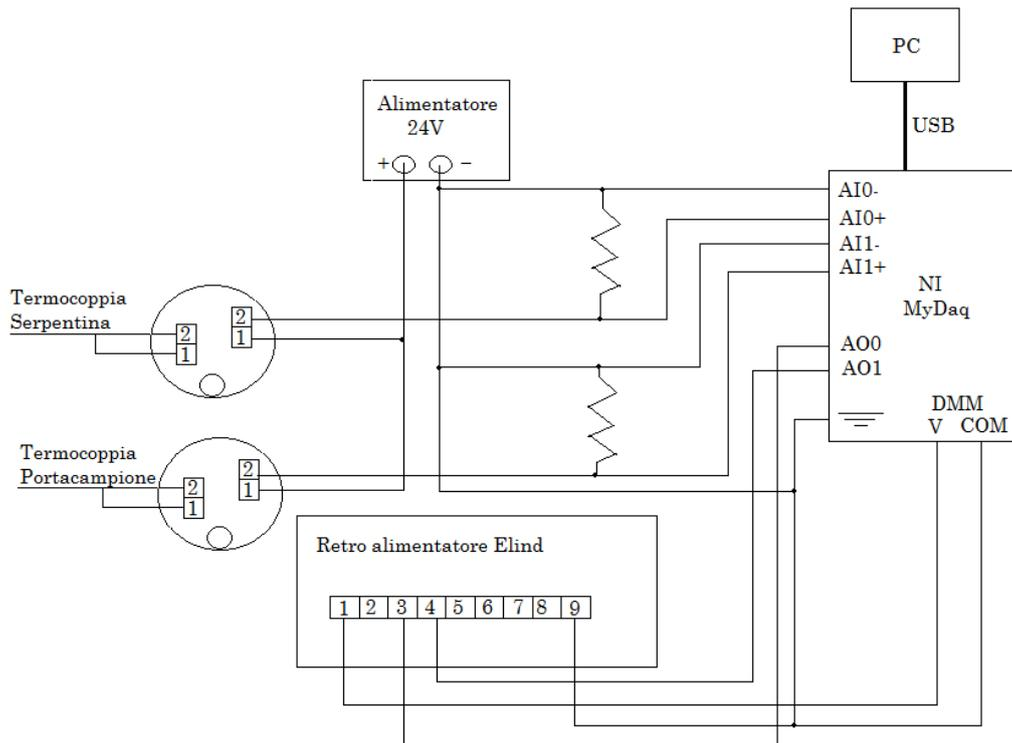 PC
USB
Alimentatore
24V
+ −
AI0-
AI0+
AI1-
AI1+
NI
MyDaq
AO0
AO1
DMM
V COM
Termocoppia
Serpentina
2
1
2
1
Termocoppia
Portacampione
2
1
2
1
Retro alimentatore Elind
1 2 3 4 5 6 7 8 9